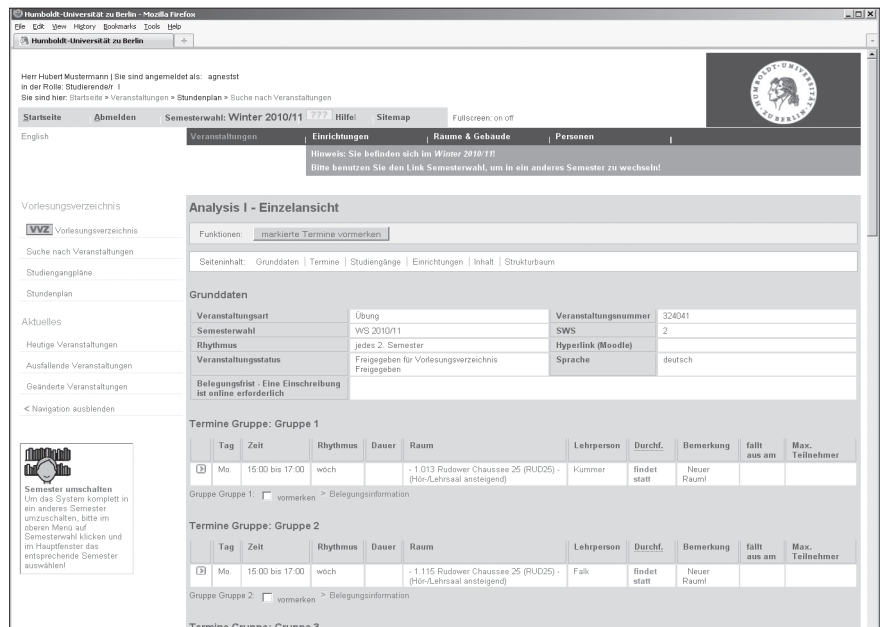 Humboldt-Universität zu Berlin - Mozilla Firefox
File Edit View History Bookmarks Tools Help
Humboldt-Universität zu Berlin
Herr Hubert Mustermann | Sie sind angemeldet als: agnestst
in der Rolle: Studierende/r I
Sie sind hier: Startseite > Veranstaltungen > Stundenplan > Suche nach Veranstaltungen
Startseite Abmelden Semesterwahl: Winter 2010/11 ??? Hilfe! Sitemap Fullscreen: on off
HUMBOLDT-UNIVERSITÄT ZU BERLIN
English
Veranstaltungen | Einrichtungen | Räume & Gebäude | Personen |
Hinweis: Sie befinden sich im Winter 2010/11!
Bitte benutzen Sie den Link Semesterwahl, um in ein anderes Semester zu wechseln!
Vorlesungsverzeichnis
VVZ Vorlesungsverzeichnis
Suche nach Veranstaltungen
Studiengangpläne
Stundenplan
Aktuelles
Heutige Veranstaltungen
Ausfallende Veranstaltungen
Geänderte Veranstaltungen
< Navigation ausblenden
Semester umschalten
Um das System komplett in
ein anderes Semester
umzuschalten, bitte im
oberen Menü auf
Semesterwahl klicken und
im Hauptfenster das
entsprechende Semester
auswählen!
Analysis I - Einzelansicht
Funktionen: markierte Termine vormerken
Seiteninhalt: Grunddaten | Termine | Studiengänge | Einrichtungen | Inhalt | Strukturbaum
Grunddaten
Veranstaltungsart Übung Veranstaltungsnummer 324041
Semesterwahl WS 2010/11 SWS 2
Rhythmus jedes 2. Semester Hyperlink (Moodle)
Veranstaltungsstatus Freigegeben für Vorlesungsverzeichnis Sprache deutsch
Freigegeben
Belegungsfrist - Eine Einschreibung
ist online erforderlich
Termine Gruppe: Gruppe 1
Tag Zeit Rhythmus Dauer Raum Lehrperson Durchf. Bemerkung fällt Max.
aus am Teilnehmer
Mo. 15:00 bis 17:00 wöch - 1.013 Rudower Chaussee 25 (RUD25) - Kummer findet Neuer
(Hör-/Lehrsaal ansteigend) statt Raum!
Gruppe Gruppe 1: vormerken > Belegungsinformation
Termine Gruppe: Gruppe 2
Tag Zeit Rhythmus Dauer Raum Lehrperson Durchf. Bemerkung fällt Max.
aus am Teilnehmer
Mo. 15:00 bis 17:00 wöch - 1.115 Rudower Chaussee 25 (RUD25) - Falk findet Neuer
(Hör-/Lehrsaal ansteigend) statt Raum!
Gruppe Gruppe 2: vormerken > Belegungsinformation
Termine Gruppe: Gruppe 3